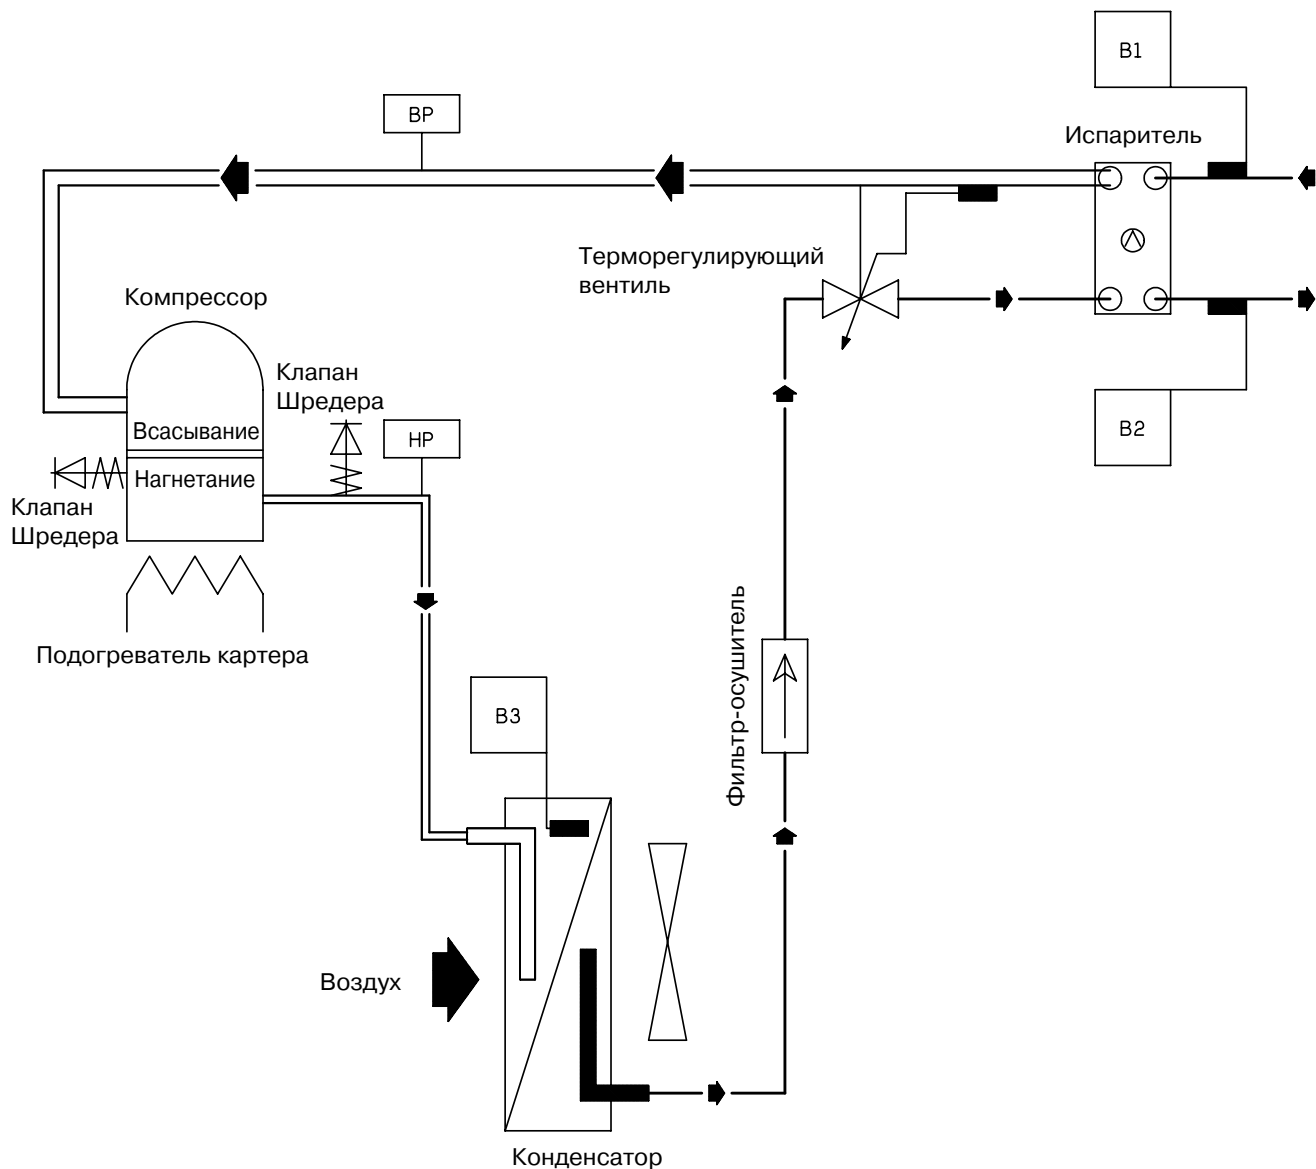 B1
BP
Испаритель
Терморегулирующий
вентиль
Компрессор
Клапан
Шредера
B2
HP
Всасывание
Нагнетание
Клапан
Шредера
Подогреватель картера
Фильтр-осушитель
B3
Воздух
Конденсатор